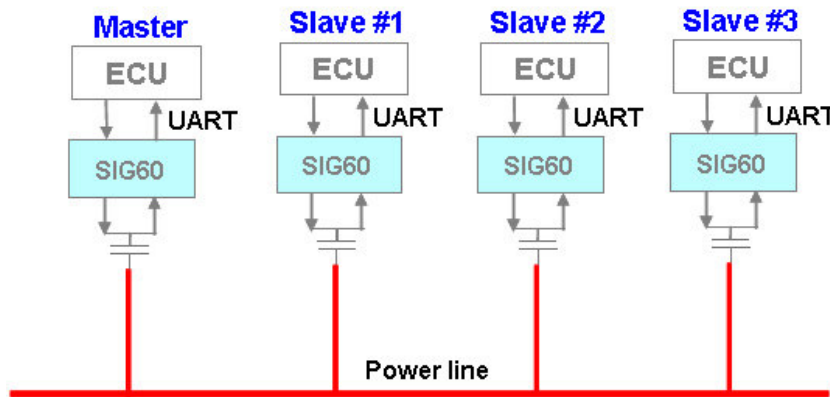 Master
Slave #1
Slave #2
Slave #3
ECU
ECU
ECU
ECU
UART
UART
UART
UART
SIG60
SIG60
SIG60
SIG60
Power line